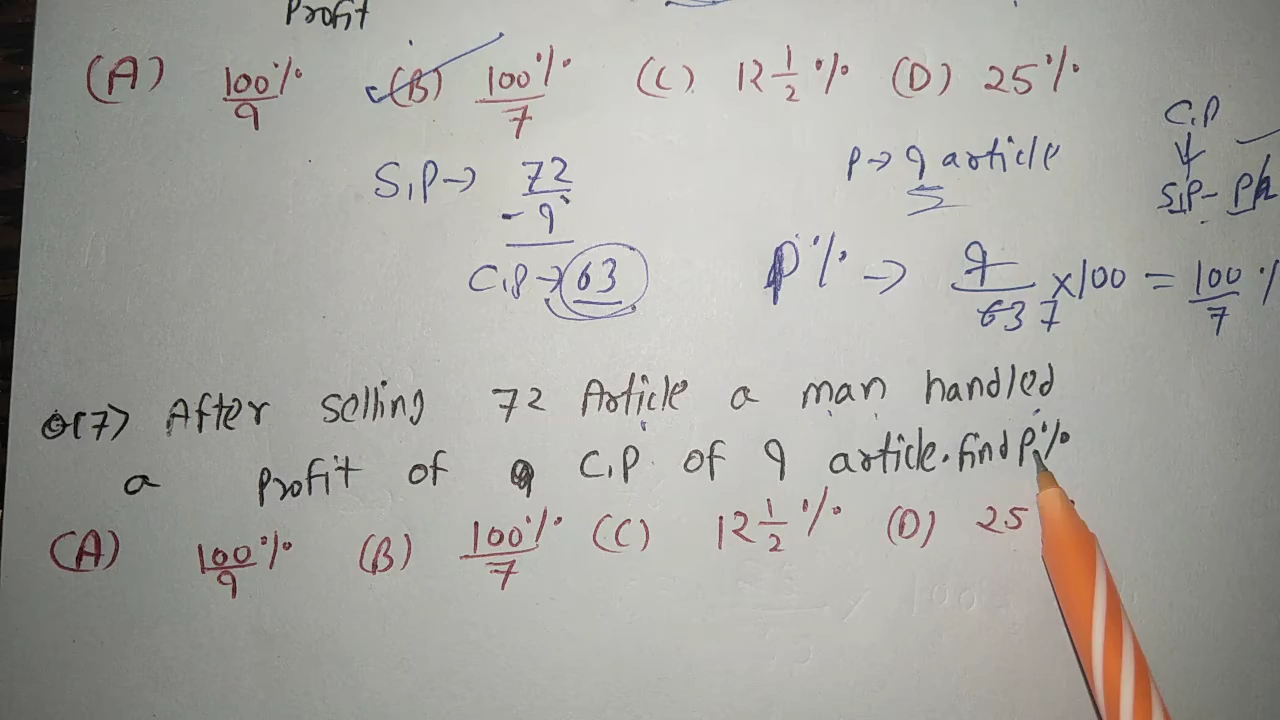 Profit
(A) 100%/9 (B) 100%/7 (C) 12 1/2 % (D) 25%
C.P
S.P→ 72 P→ 9 article
- 9 S.P-
C.P→ 63 P% → 9/63 7 ×100 = 100/7 %
Q(7) After selling 72 Article a man handled
a profit of C.P. of 9 article. find P%
(A) 100%/9 (B) 100%/7 (C) 12 1/2 % (D) 25